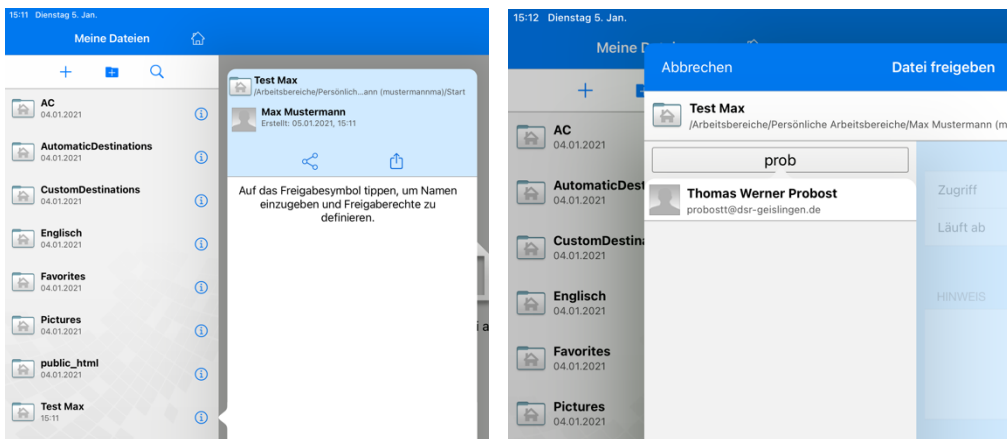 15:11 Dienstag 5. Jan.
Meine Dateien
AC
04.01.2021
AutomaticDestinations
04.01.2021
CustomDestinations
04.01.2021
Englisch
04.01.2021
Favorites
04.01.2021
Pictures
04.01.2021
public_html
04.01.2021
Test Max
15:11
Test Max
/Arbeitsbereiche/Persönlich...ann (mustermannma)/Start
Max Mustermann
Erstellt: 05.01.2021, 15:11
Auf das Freigabesymbol tippen, um Namen
einzugeben und Freigaberechte zu
definieren.
i a
15:12 Dienstag 5. Jan.
Meine
Abbrechen
Datei freigeben
Test Max
/Arbeitsbereiche/Persönliche Arbeitsbereiche/Max Mustermann (m
prob
Thomas Werner Probost
probostt@dsr-geislingen.de
Zugriff
Läuft ab
HINWEIS
AC
04.01.2021
AutomaticDest
04.01.2021
CustomDestina
04.01.2021
Englisch
04.01.2021
Favorites
04.01.2021
Pictures
04.01.2021